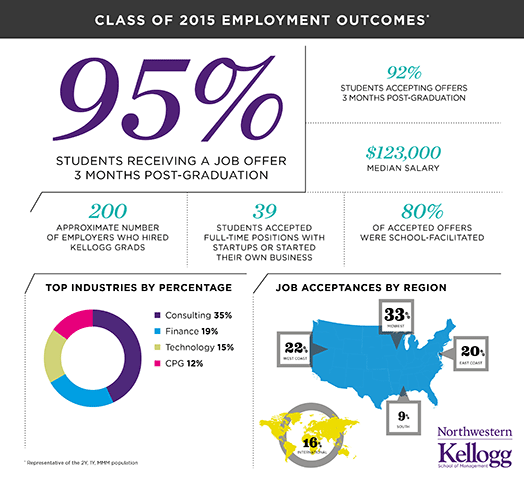 CLASS OF 2015 EMPLOYMENT OUTCOMES*
95%
STUDENTS RECEIVING A JOB OFFER
3 MONTHS POST-GRADUATION
92%
STUDENTS ACCEPTING OFFERS
3 MONTHS POST-GRADUATION
$123,000
MEDIAN SALARY
200
APPROXIMATE NUMBER
OF EMPLOYERS WHO HIRED
KELLOGG GRADS
39
STUDENTS ACCEPTED
FULL-TIME POSITIONS WITH
STARTUPS OR STARTED
THEIR OWN BUSINESS
80%
OF ACCEPTED OFFERS
WERE SCHOOL-FACILITATED
TOP INDUSTRIES BY PERCENTAGE
Consulting 35%
Finance 19%
Technology 15%
CPG 12%
* Representative of the 2Y, 1Y, MMM population
JOB ACCEPTANCES BY REGION
33%
MIDWEST
22%
WEST COAST
20%
EAST COAST
9%
SOUTH
16%
INTERNATIONAL
Northwestern
Kellogg
School of Management